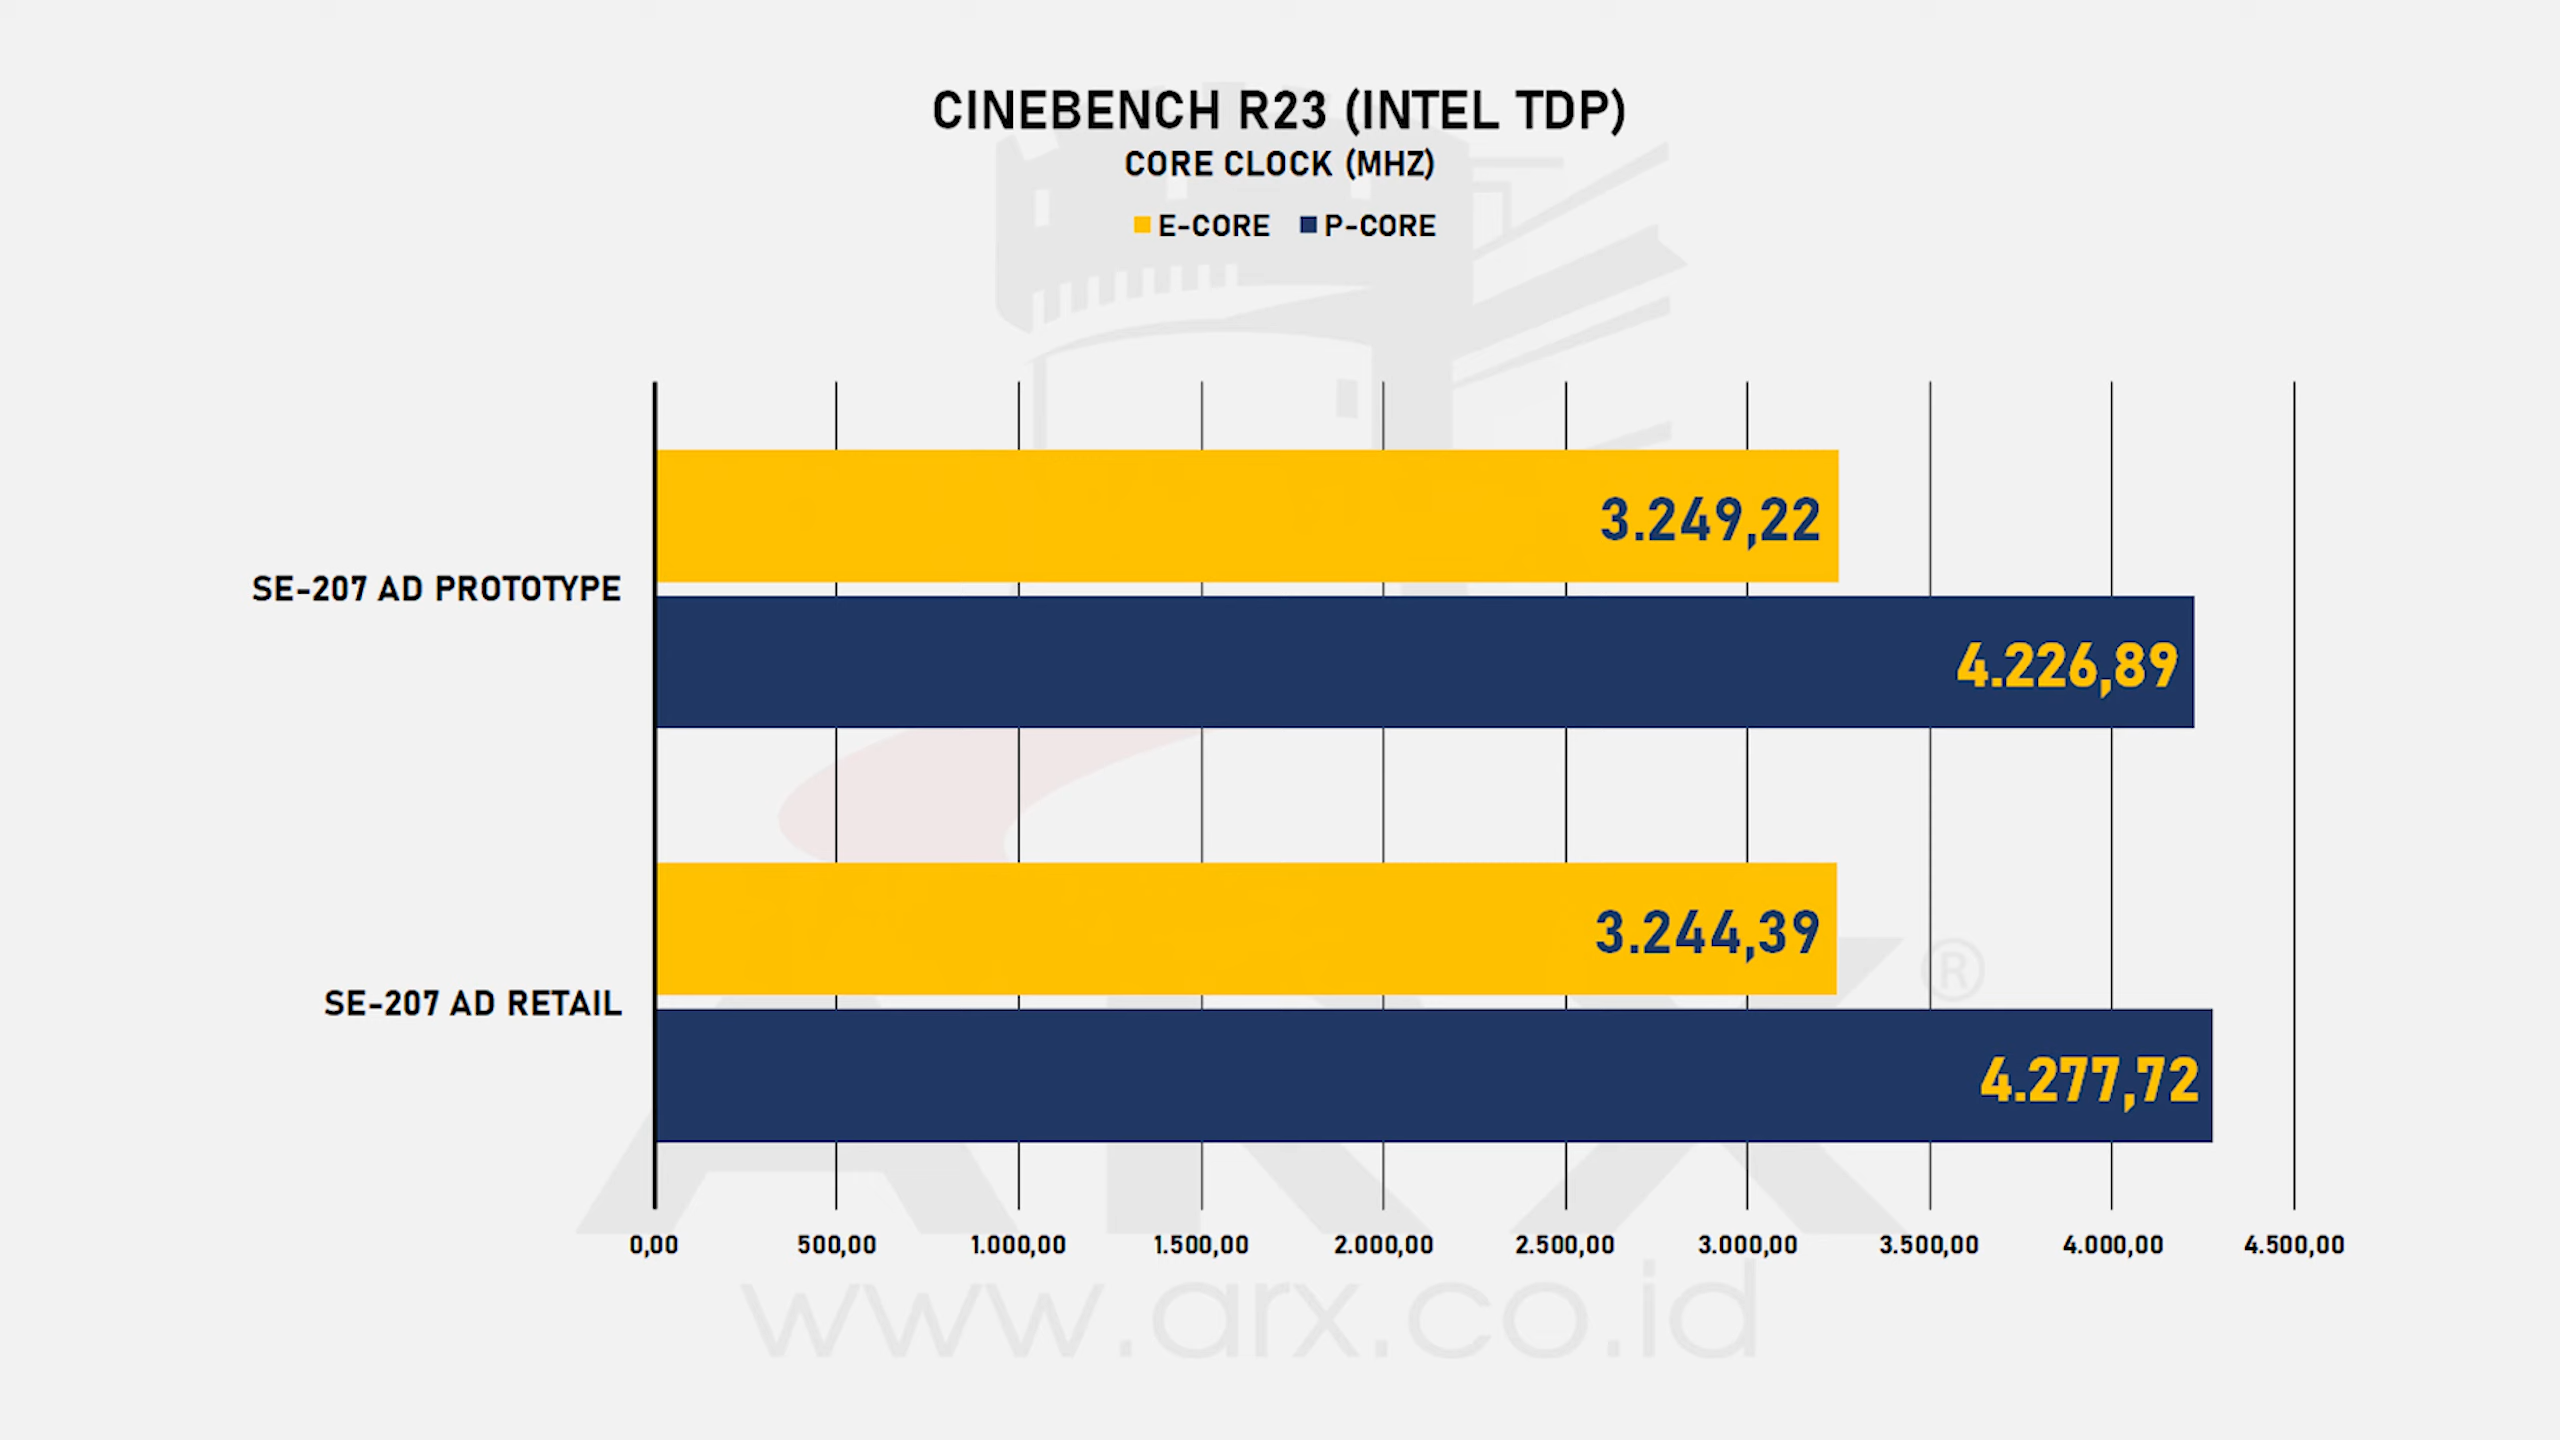 CINEBENCH R23 (INTEL TDP)
CORE CLOCK (MHZ)
E-CORE P-CORE
SE-207 AD PROTOTYPE
3.249,22
4.226,89
SE-207 AD RETAIL
3.244,39
4.277,72
0,00 500,00 1.000,00 1.500,00 2.000,00 2.500,00 3.000,00 3.500,00 4.000,00 4.500,00
ARX ®
www.arx.co.id